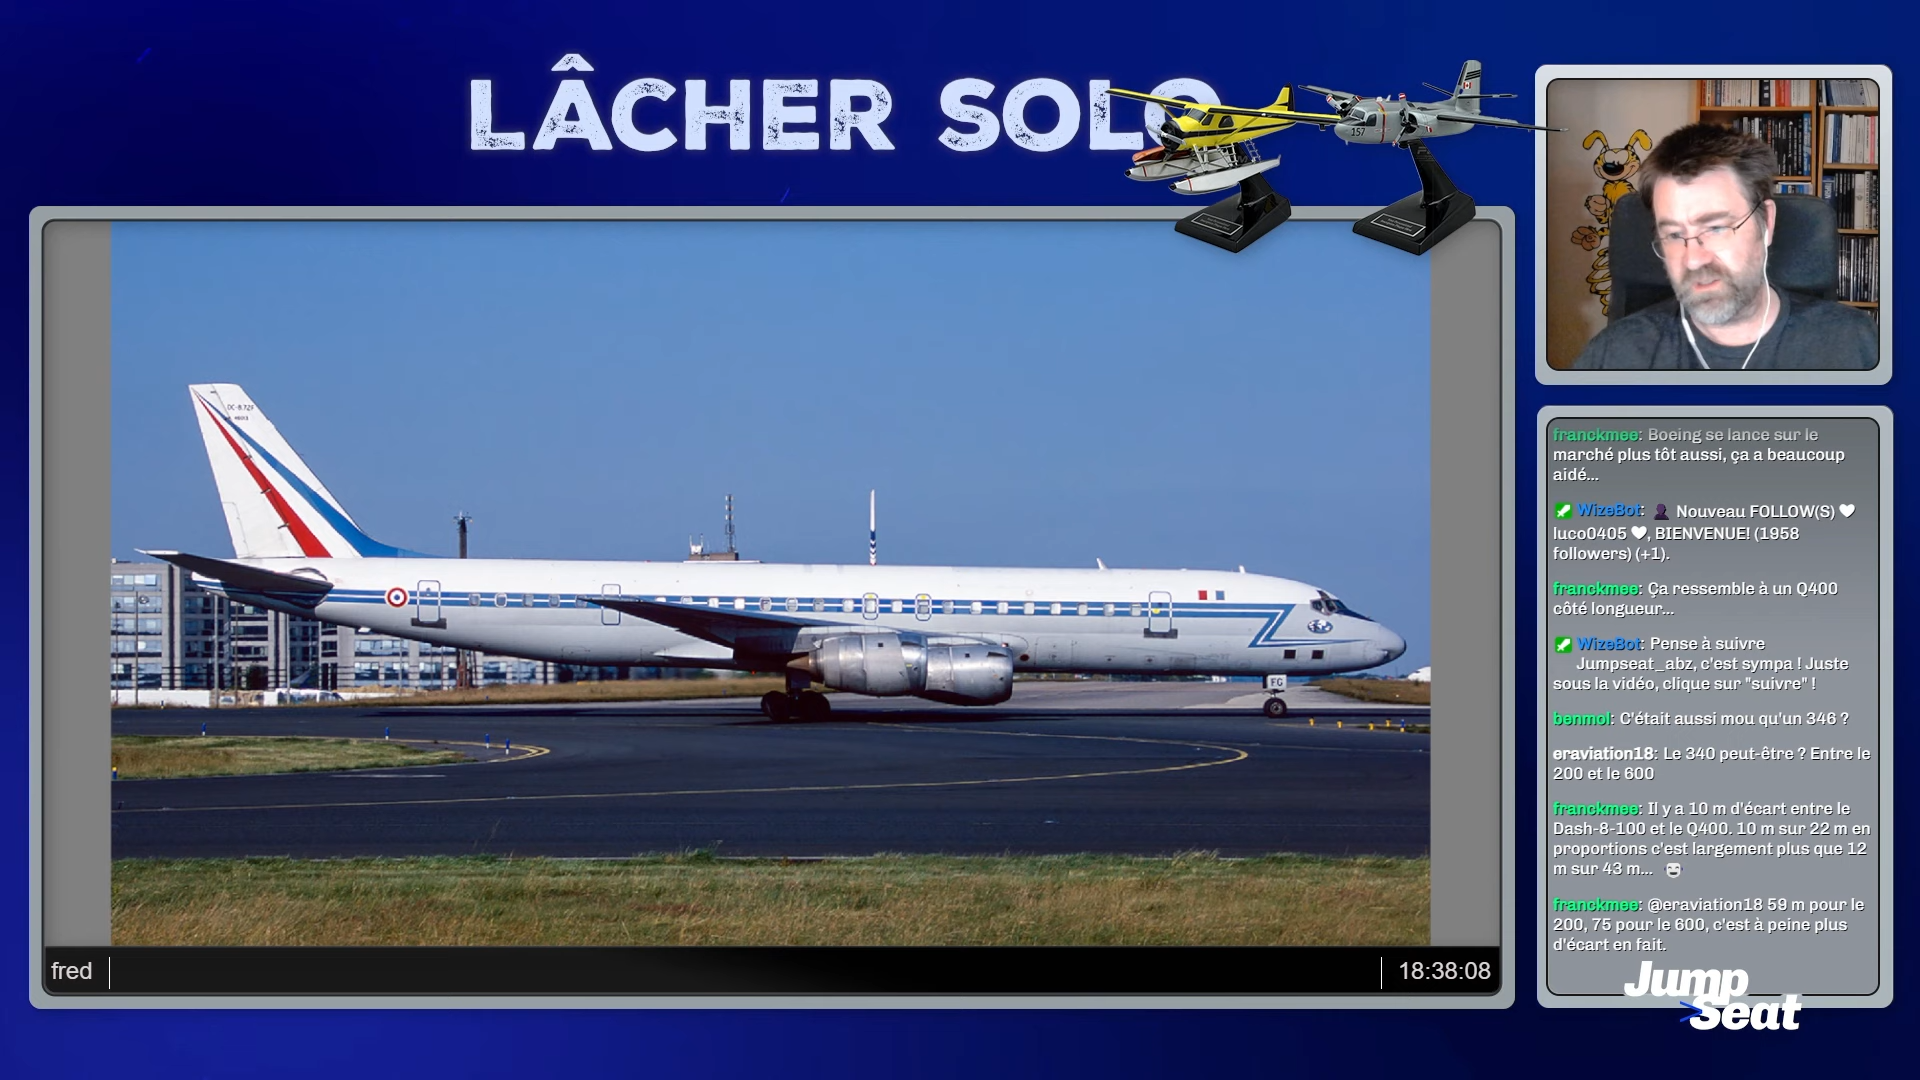 LÂCHER SOLO
157
DC-8.72F
FG
fred
18:38:08
franckmee: Boeing se lance sur le
marché plus tôt aussi, ça a beaucoup
aidé...
WizeBot: Nouveau FOLLOW(S)
luco0405 , BIENVENUE! (1958
followers) (+1).
franckmee: Ça ressemble à un Q400
côté longueur...
WizeBot: Pense à suivre
Jumpseat_abz, c'est sympa ! Juste
sous la vidéo, clique sur "suivre" !
benmol: C'était aussi mou qu'un 346 ?
eraviation18: Le 340 peut-être ? Entre le
200 et le 600
franckmee: Il y a 10 m d'écart entre le
Dash-8-100 et le Q400. 10 m sur 22 m en
proportions c'est largement plus que 12
m sur 43 m...
franckmee: @eraviation18 59 m pour le
200, 75 pour le 600, c'est à peine plus
d'écart en fait.
Jump
Seat